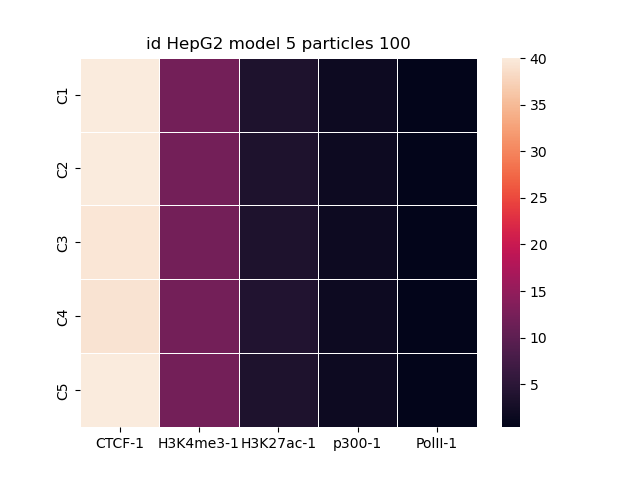 id HepG2 model 5 particles 100
C1
C2
C3
C4
C5
CTCF-1 H3K4me3-1 H3K27ac-1 p300-1 PolII-1
40
35
30
25
20
15
10
5